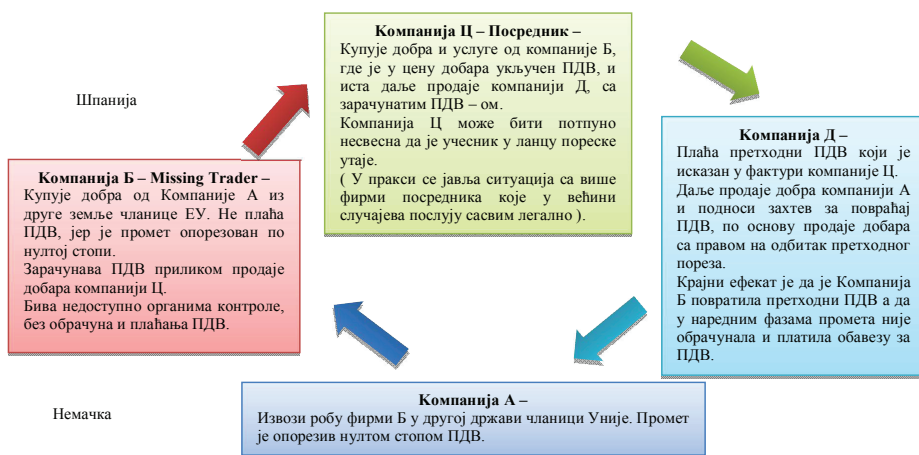 Компанија Ц – Посредник –
Купује добра и услуге од компаније Б,
где је у цену добара укључен ПДВ, и
иста даље продаје компанији Д, са
зарачунатим ПДВ – ом.
Компанија Ц може бити потпуно
несвесна да је учесник у ланцу пореске
утаје.
( У пракси се јавља ситуација са више
фирми посредника које у већини
случајева послују сасвим легално ).
Шпанија
Компанија Б – Missing Trader –
Купује добра од Компаније А из
друге земље чланице ЕУ. Не плаћа
ПДВ, јер је промет опорезован по
нултој стопи.
Зарачунава ПДВ приликом продаје
добара компанији Ц.
Бива недоступно органима контроле,
без обрачуна и плаћања ПДВ.
Компанија Д –
Плаћа претходни ПДВ који је
исказан у фактури компаније Ц.
Даље продаје добра компанији А
и подноси захтев за повраћај
ПДВ, по основу продаје добара
са правом на одбитак претходног
пореза.
Крајни ефекат је да је Компанија
Б повратила претходни ПДВ а да
у наредним фазама промета није
обрачунала и платила обавезу за
ПДВ.
Немачка
Компанија А –
Извози робу фирми Б у другој држави чланици Уније. Промет
је опорезив нултом стопом ПДВ.